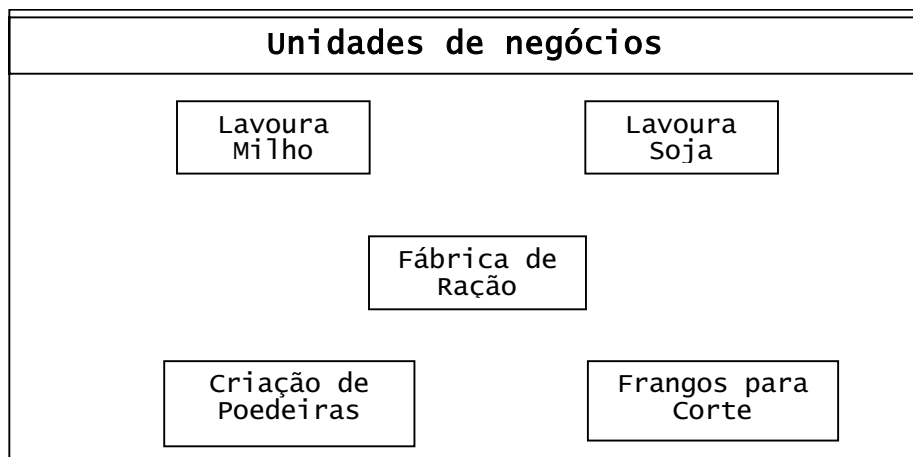 Unidades de negócios
Lavoura
Milho
Lavoura
Soja
Fábrica de
Ração
Criação de
Poedeiras
Frangos para
Corte